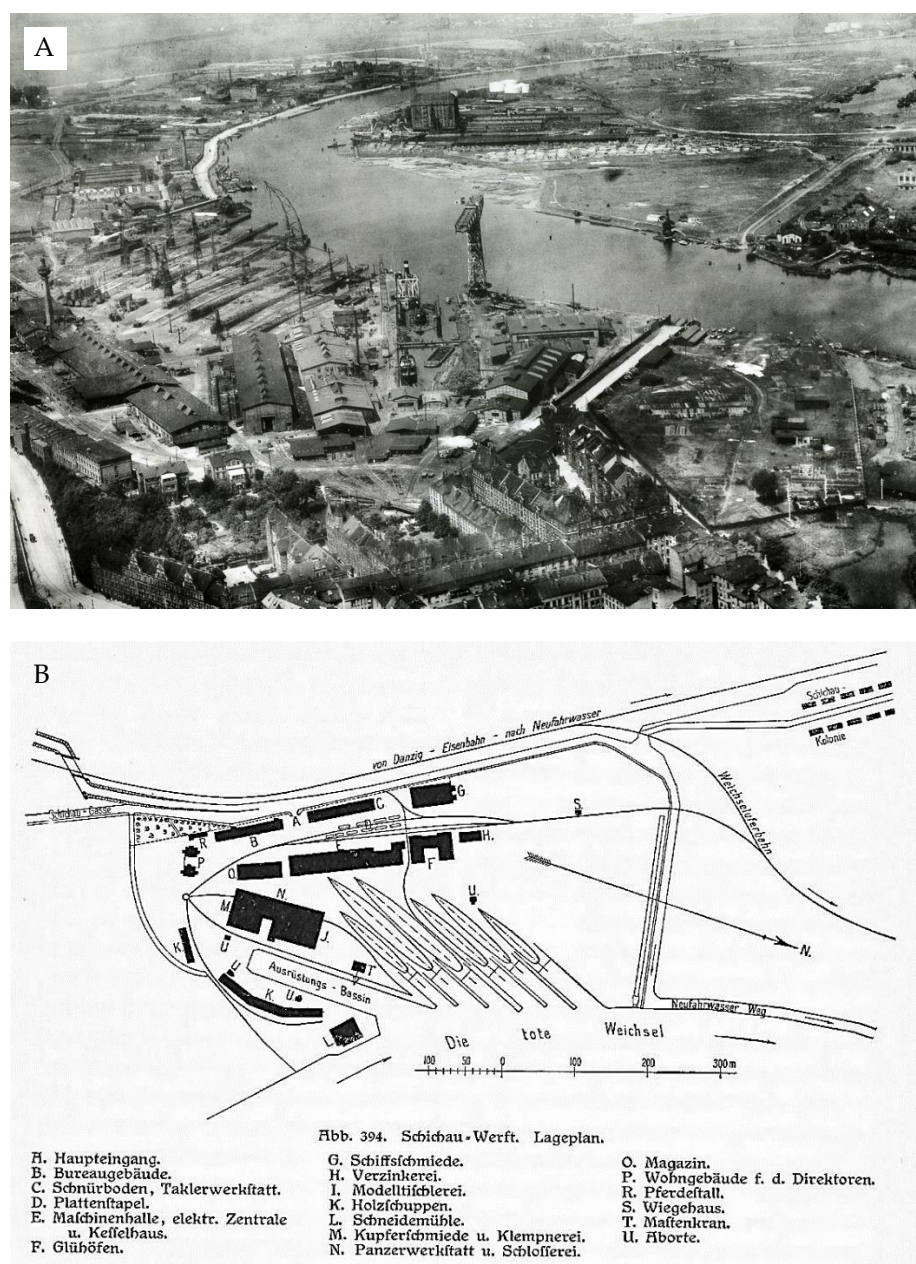 A
B
Schichau-
Kolonie
von Danzig - Eisenbahn - nach Neufahrwasser
Weichseluferbahn
Schichau-Gasse
G.
C
A
S.
R
B
D
H.
P
E
F
O.
N.
U.
M
J.
N.
K
U
T
U.
Ausrüstungs - Bassin
K. U.
L
Neufahrwasser Weg
Die tote Weichsel
100 50 0 100 200 300 m
Abb. 394. Schichau-Werft. Lageplan.
A. Haupteingang.
B. Bureaugebäude.
C. Schnürboden, Taklerwerkstatt.
D. Plattenstapel.
E. Maschinenhalle, elektr. Zentrale
u. Kesselhaus.
F. Glühöfen.
G. Schiffsschmiede.
H. Verzinkerei.
I. Modelltischlerei.
K. Holzschuppen.
L. Schneidemühle.
M. Kupferschmiede u. Klempnerei.
N. Panzerwerkstatt u. Schlosserei.
O. Magazin.
P. Wohngebäude f. d. Direktoren.
R. Pferdestall.
S. Wiegehaus.
T. Mastenkran.
U. Aborte.